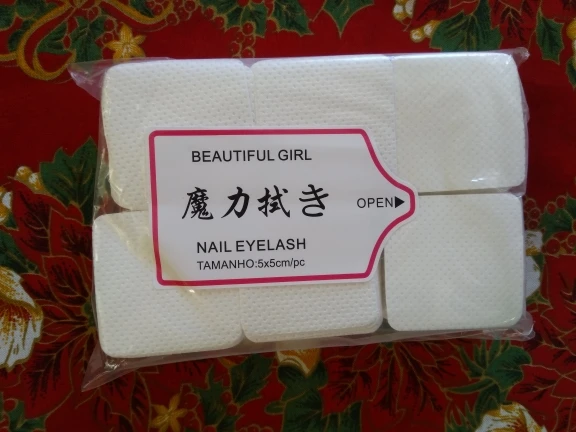 BEAUTIFUL GIRL
魔力拭き
OPEN▶
NAIL EYELASH
TAMANHO:5x5cm/pc